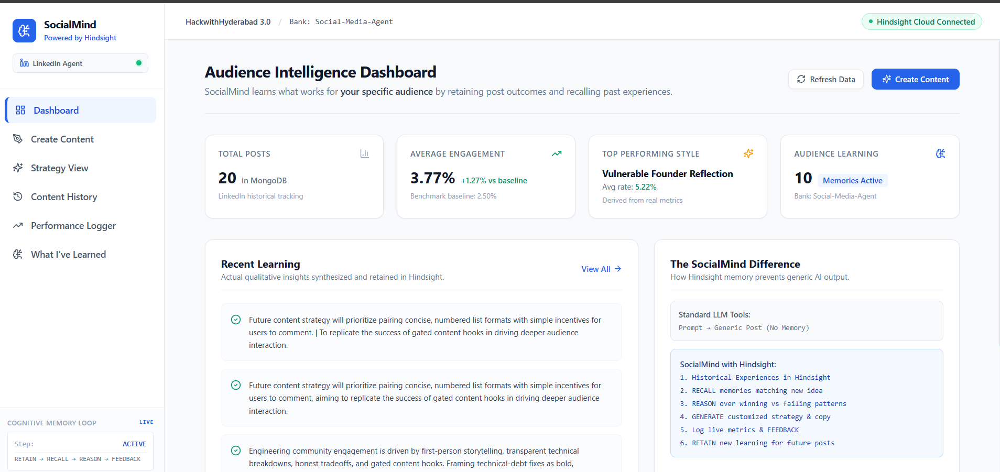 SocialMind
Powered by Hindsight
LinkedIn Agent
Dashboard
Create Content
Strategy View
Content History
Performance Logger
What I've Learned
COGNITIVE MEMORY LOOP LIVE
Step: ACTIVE
RETAIN → RECALL → REASON → FEEDBACK
HackwithHyderabad 3.0 / Bank: Social-Media-Agent
Hindsight Cloud Connected
Audience Intelligence Dashboard
SocialMind learns what works for your specific audience by retaining post outcomes and recalling past experiences.
Refresh Data
Create Content
TOTAL POSTS
20 in MongoDB
LinkedIn historical tracking
AVERAGE ENGAGEMENT
3.77% +1.27% vs baseline
Benchmark baseline: 2.50%
TOP PERFORMING STYLE
Vulnerable Founder Reflection
Avg rate: 5.22%
Derived from real metrics
AUDIENCE LEARNING
10 Memories Active
Bank: Social-Media-Agent
Recent Learning
Actual qualitative insights synthesized and retained in Hindsight.
View All →
Future content strategy will prioritize pairing concise, numbered list formats with simple incentives for
users to comment. | To replicate the success of gated content hooks in driving deeper audience
interaction.
Future content strategy will prioritize pairing concise, numbered list formats with simple incentives for
users to comment, aiming to replicate the success of gated content hooks in driving deeper audience
interaction.
Engineering community engagement is driven by first-person storytelling, transparent technical
breakdowns, honest tradeoffs, and gated content hooks. Framing technical-debt fixes as bold,
The SocialMind Difference
How Hindsight memory prevents generic AI output.
Standard LLM Tools:
Prompt → Generic Post (No Memory)
SocialMind with Hindsight:
1. Historical Experiences in Hindsight
2. RECALL memories matching new idea
3. REASON over winning vs failing patterns
4. GENERATE customized strategy & copy
5. Log live metrics & FEEDBACK
6. RETAIN new learning for future posts